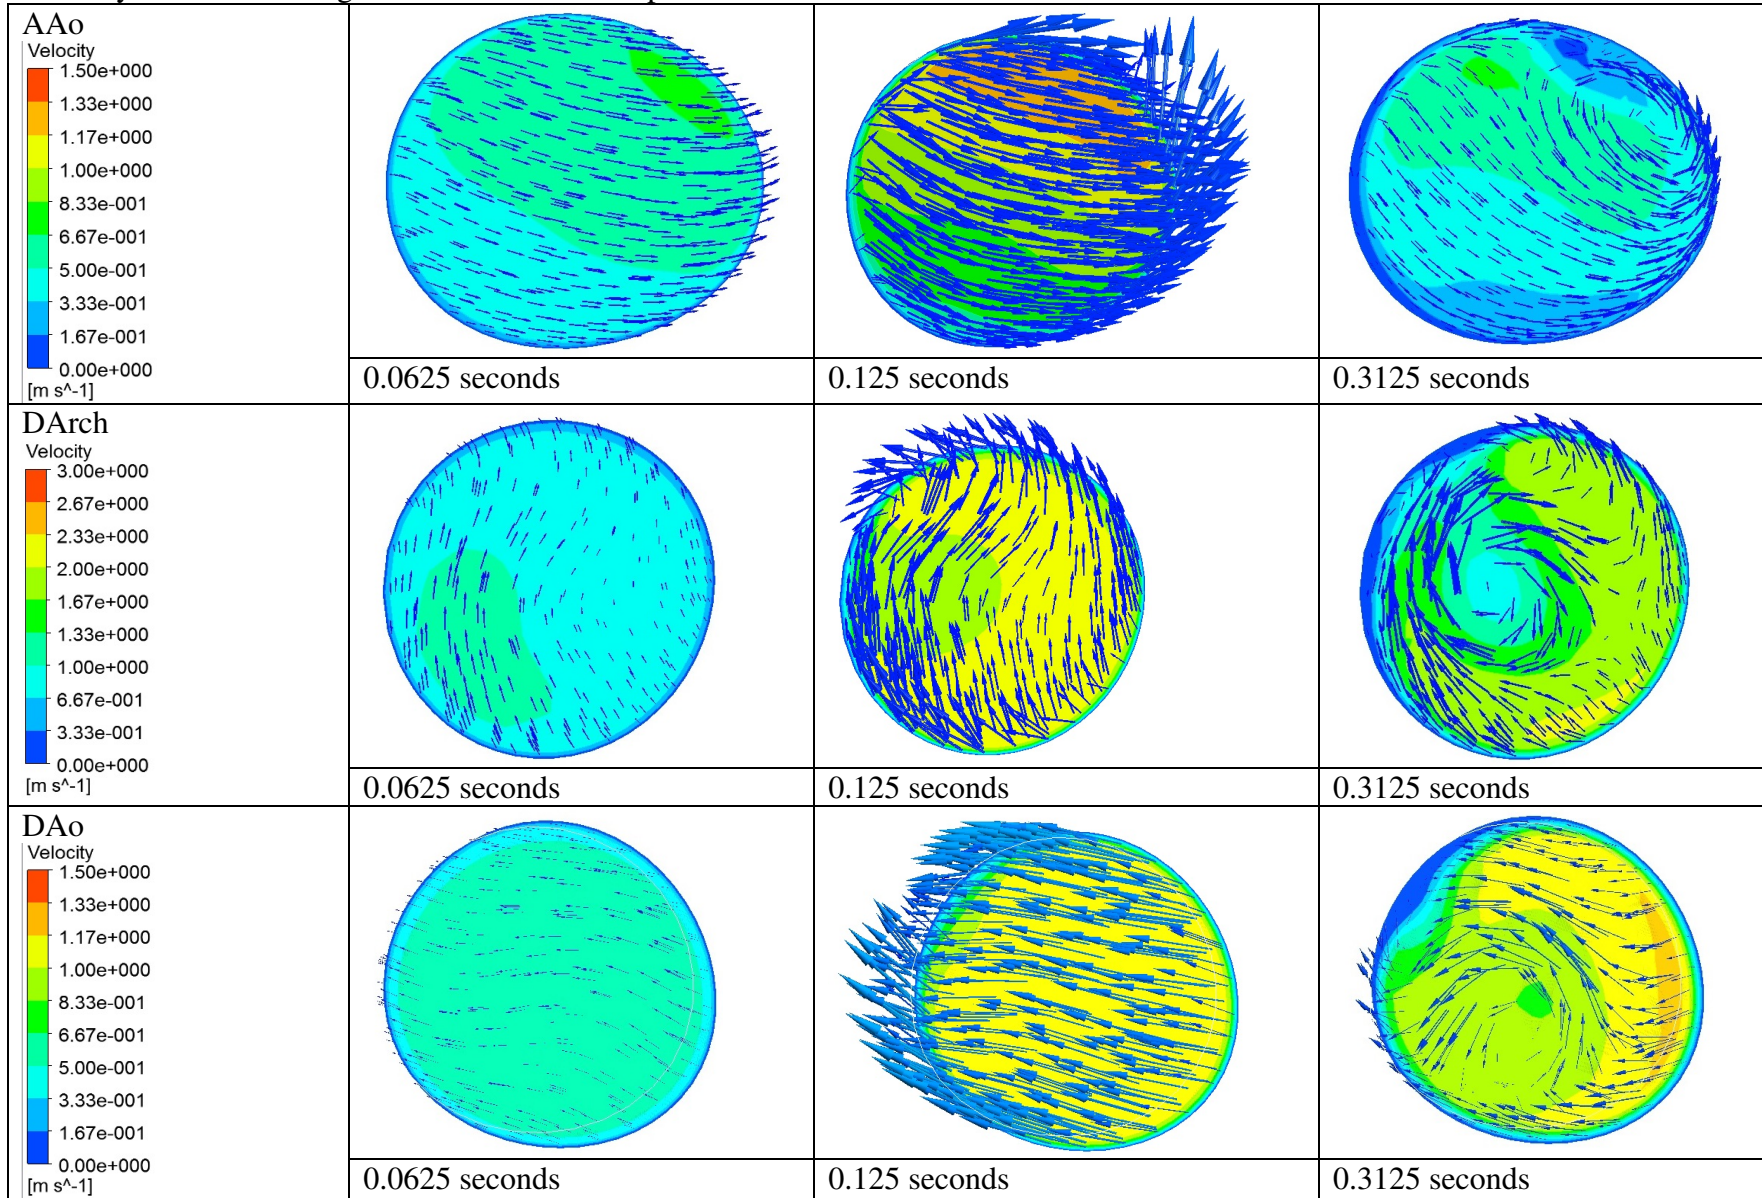 AAo
Velocity
1.50e+000
1.33e+000
1.17e+000
1.00e+000
8.33e-001
6.67e-001
5.00e-001
3.33e-001
1.67e-001
0.00e+000
[m s^-1]
0.0625 seconds
0.125 seconds
0.3125 seconds
DArch
Velocity
3.00e+000
2.67e+000
2.33e+000
2.00e+000
1.67e+000
1.33e+000
1.00e+000
6.67e-001
3.33e-001
0.00e+000
[m s^-1]
0.0625 seconds
0.125 seconds
0.3125 seconds
DAo
Velocity
1.50e+000
1.33e+000
1.17e+000
1.00e+000
8.33e-001
6.67e-001
5.00e-001
3.33e-001
1.67e-001
0.00e+000
[m s^-1]
0.0625 seconds
0.125 seconds
0.3125 seconds